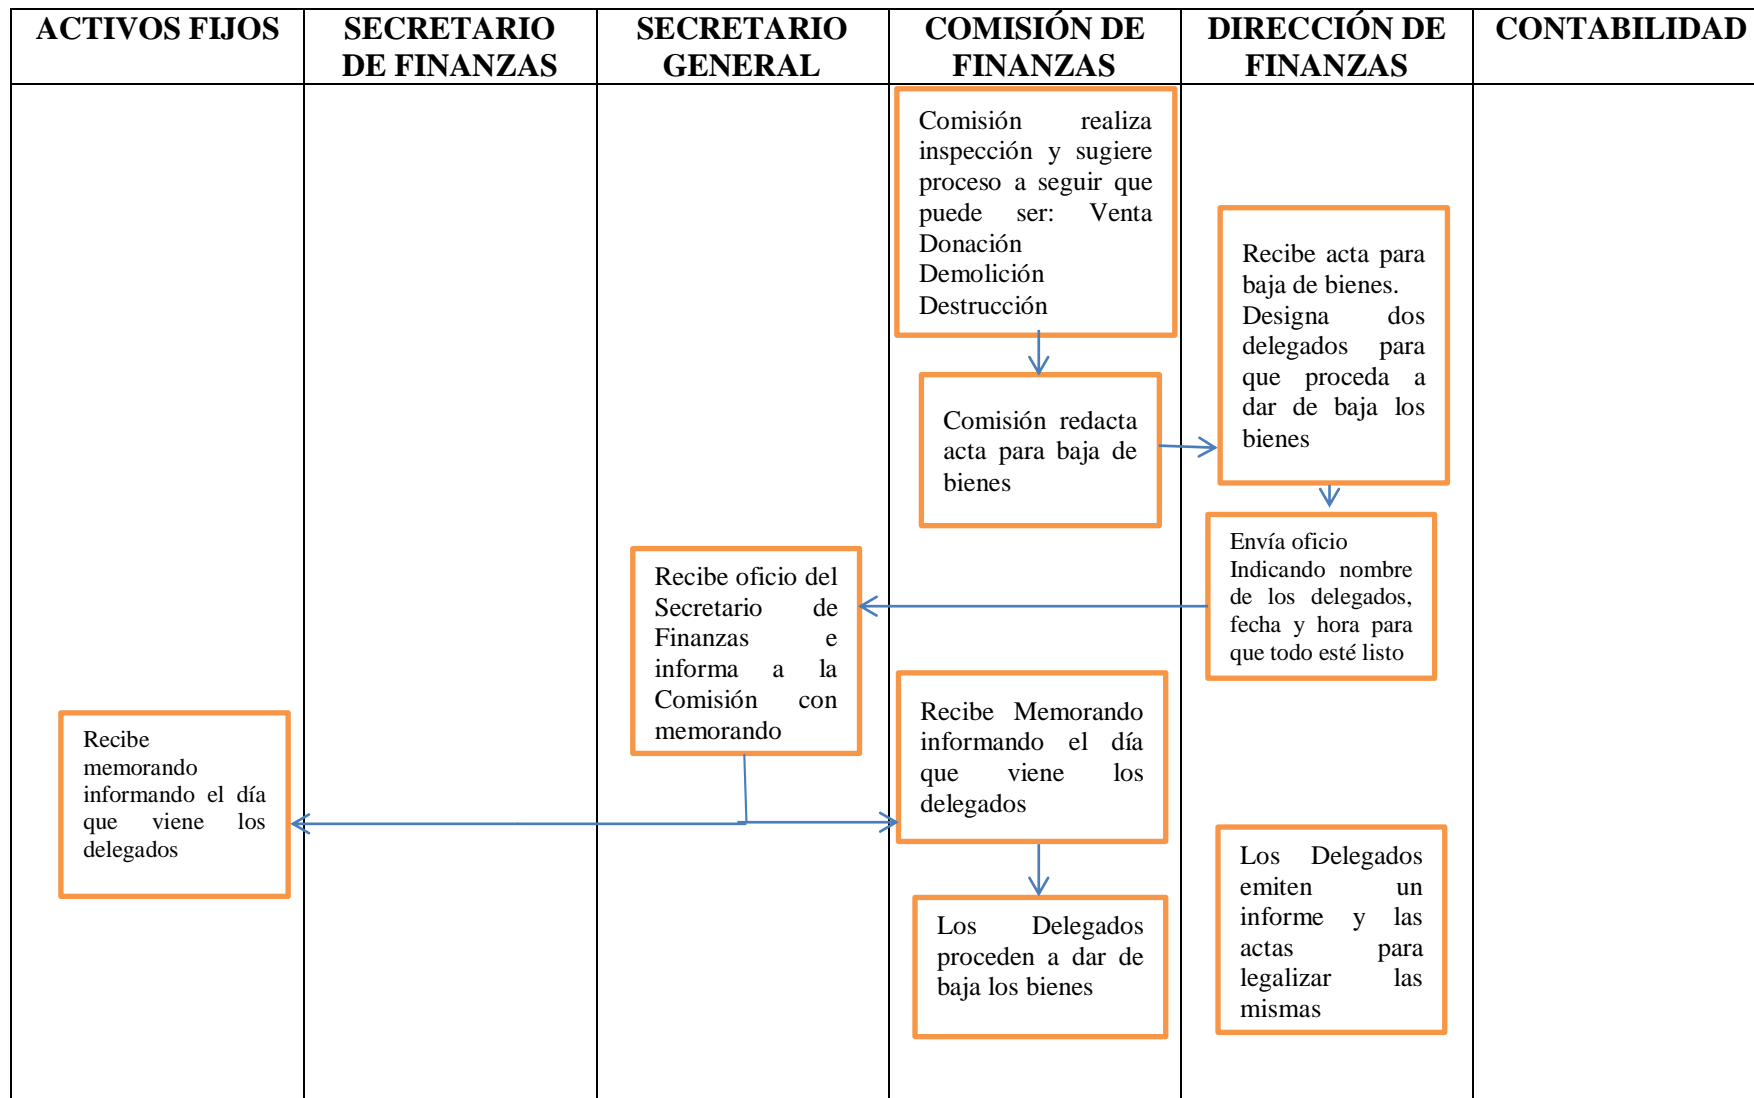 ACTIVOS FIJOS
SECRETARIO
DE FINANZAS
SECRETARIO
GENERAL
COMISIÓN DE
FINANZAS
DIRECCIÓN DE
FINANZAS
CONTABILIDAD
Comisión realiza
inspección y sugiere
proceso a seguir que
puede ser: Venta
Donación
Demolición
Destrucción
Comisión redacta
acta para baja de
bienes
Recibe acta para
baja de bienes.
Designa dos
delegados para
que proceda a
dar de baja los
bienes
Envía oficio
Indicando nombre
de los delegados,
fecha y hora para
que todo esté listo
Recibe oficio del
Secretario de
Finanzas e
informa a la
Comisión con
memorando
Recibe
memorando
informando el día
que viene los
delegados
Recibe Memorando
informando el día
que viene los
delegados
Los Delegados
proceden a dar de
baja los bienes
Los Delegados
emiten un
informe y las
actas para
legalizar las
mismas